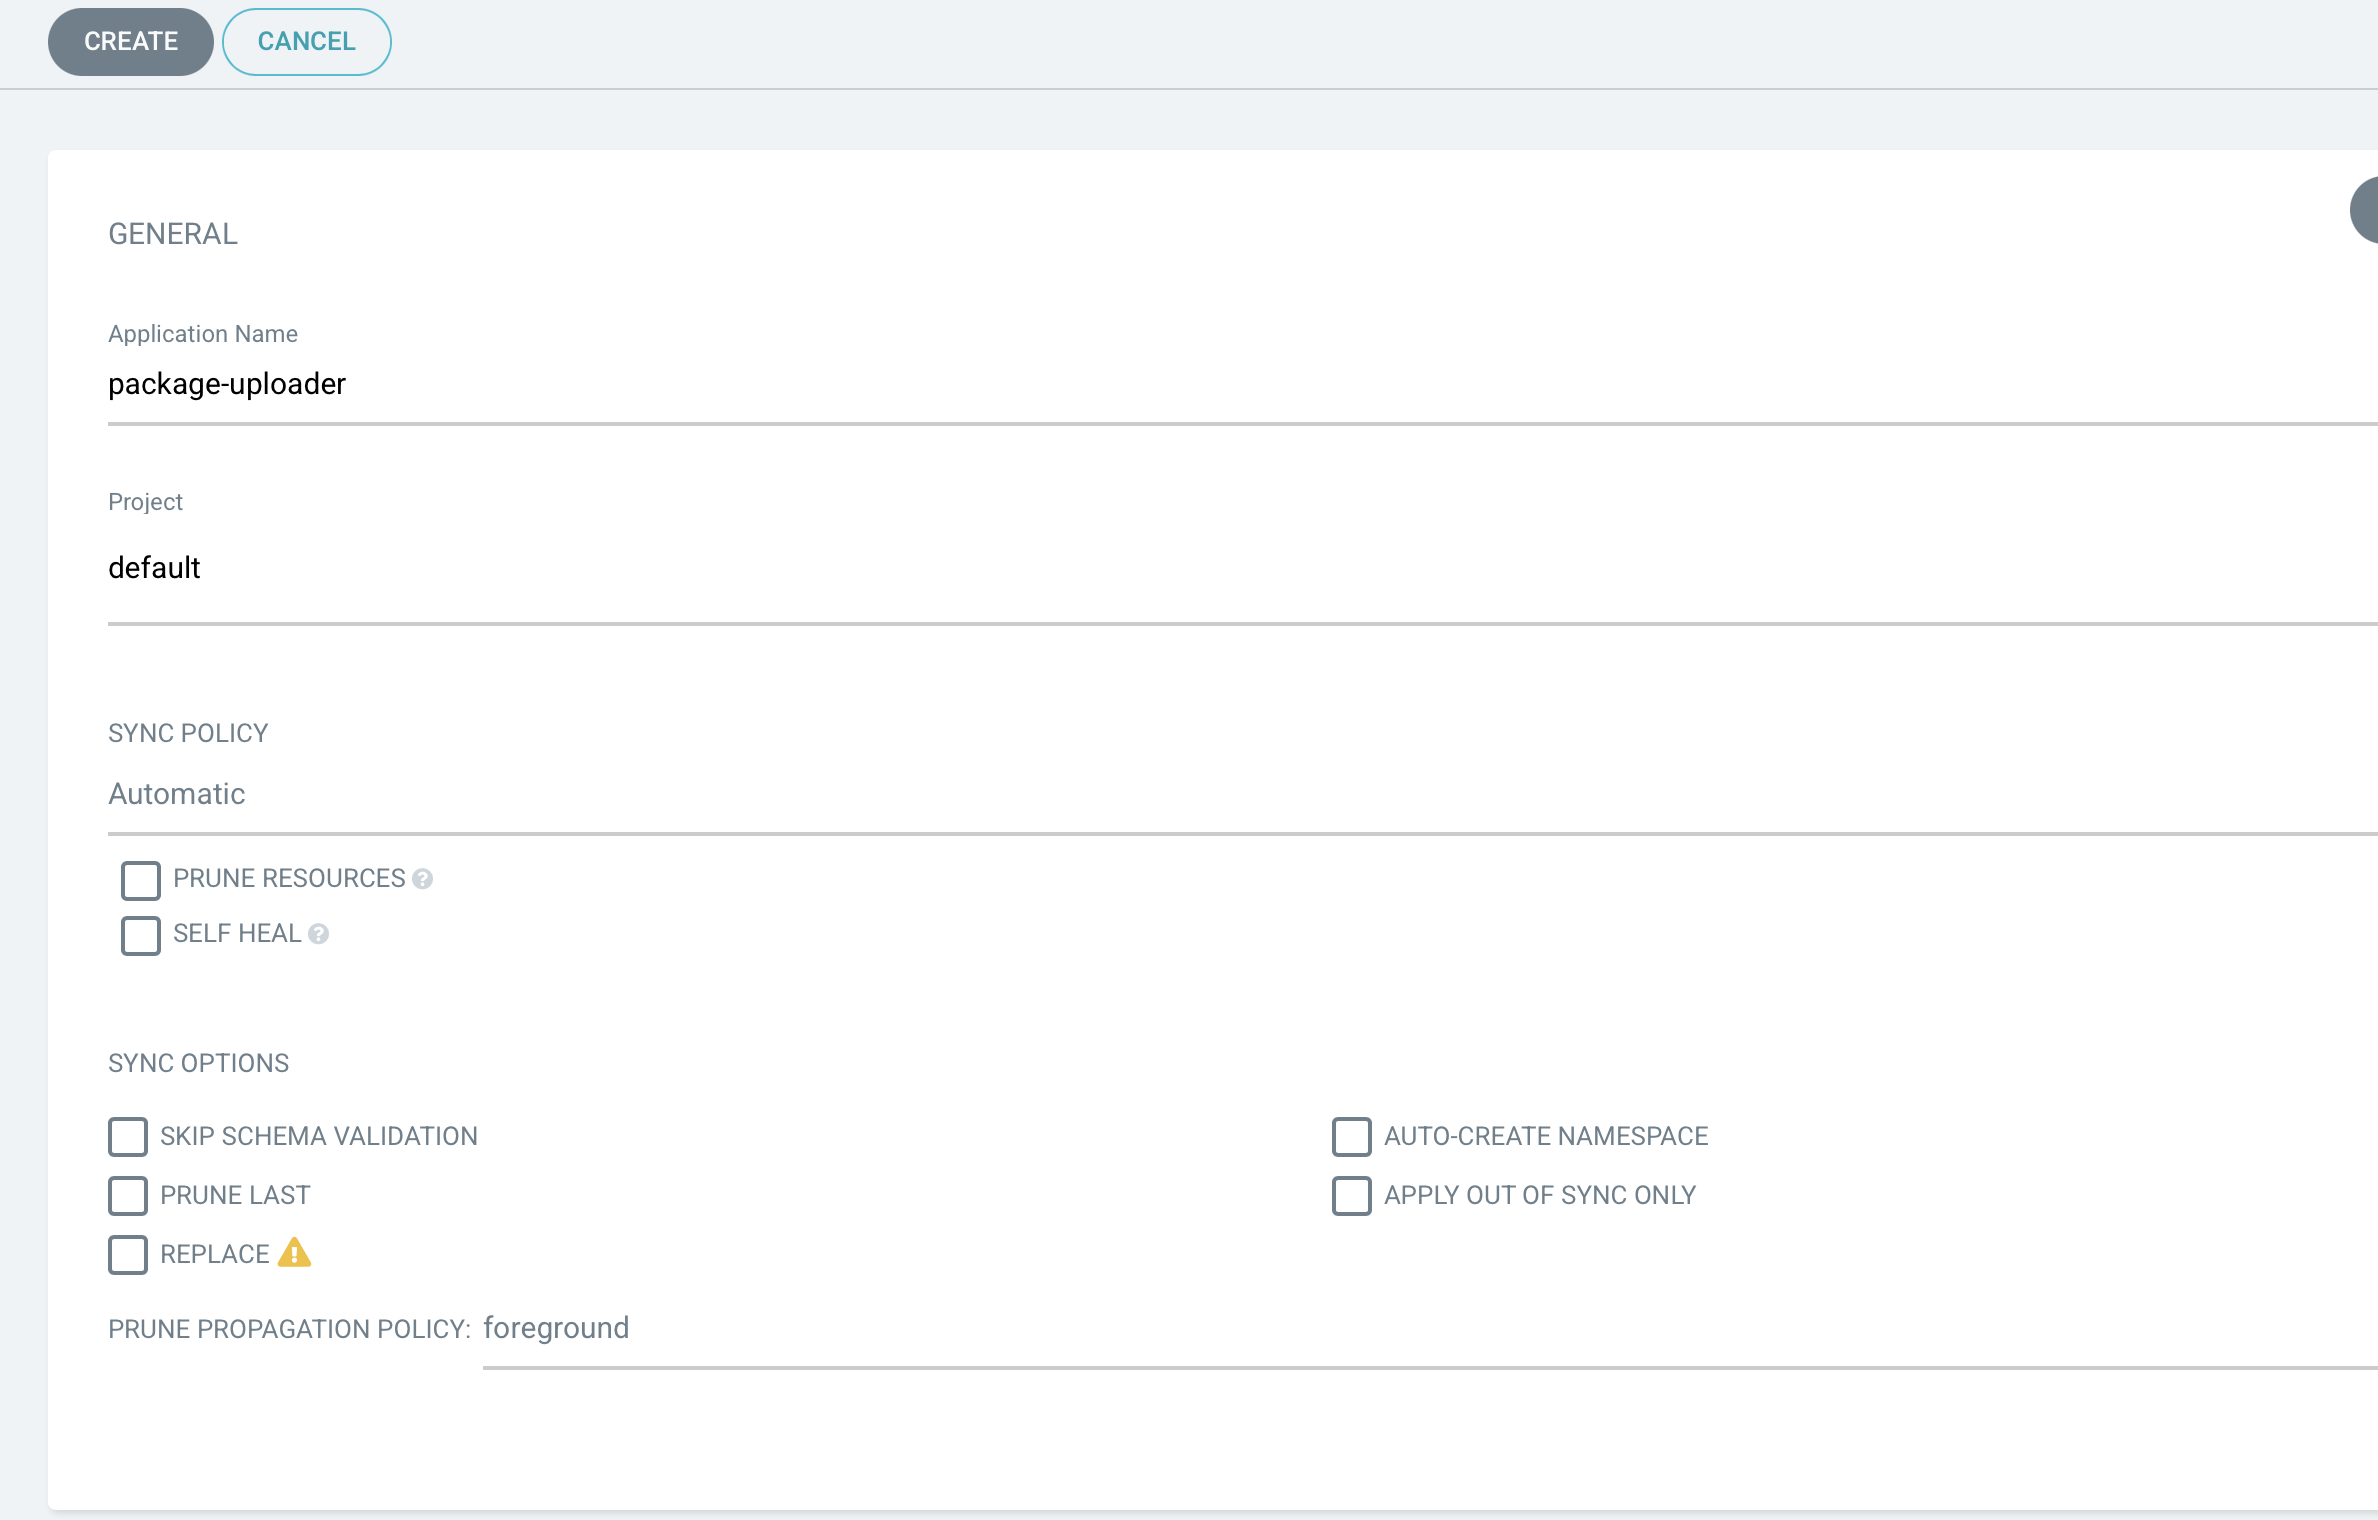 CREATE CANCEL
GENERAL
Application Name
package-uploader
Project
default
SYNC POLICY
Automatic
PRUNE RESOURCES ?
SELF HEAL ?
SYNC OPTIONS
SKIP SCHEMA VALIDATION AUTO-CREATE NAMESPACE
PRUNE LAST APPLY OUT OF SYNC ONLY
REPLACE
PRUNE PROPAGATION POLICY: foreground